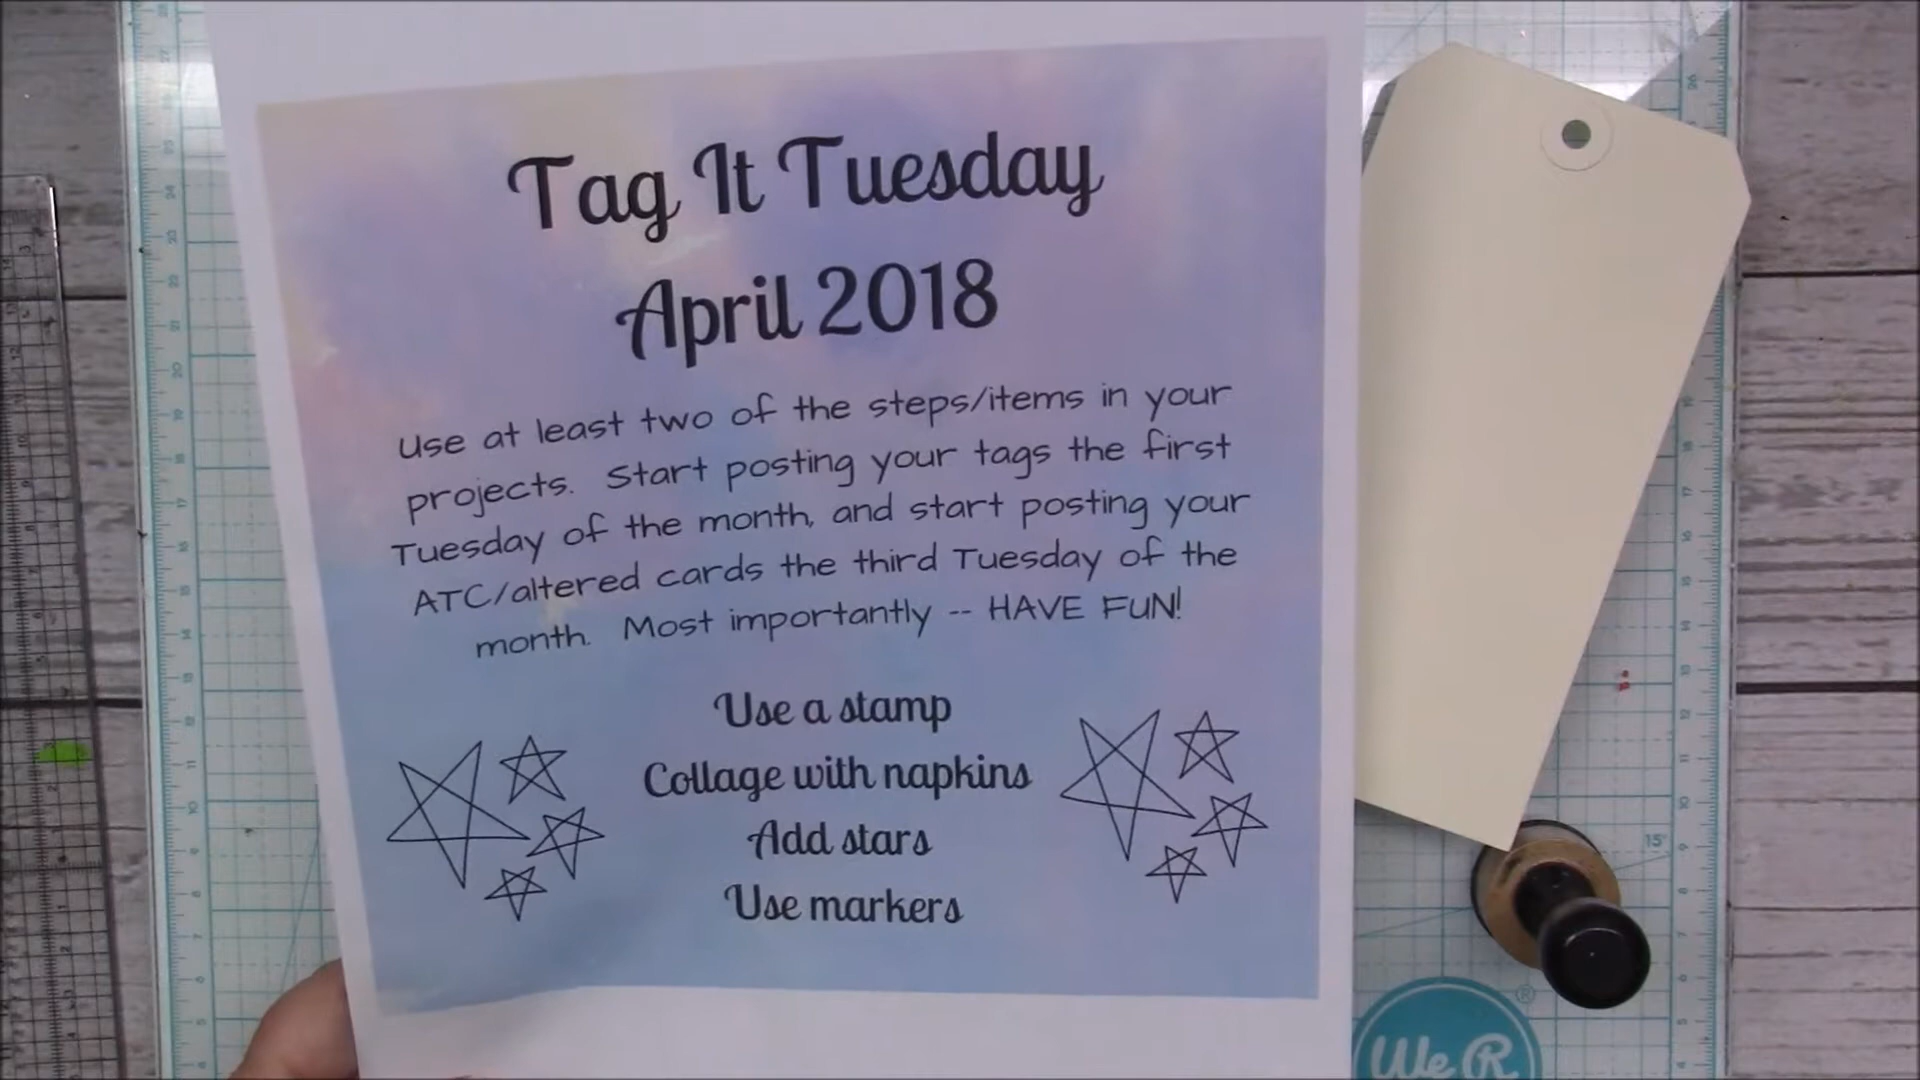 Tag It Tuesday
April 2018
Use at least two of the steps/items in your
projects. Start posting your tags the first
Tuesday of the month, and start posting your
ATC/altered cards the third Tuesday of the
month. Most importantly -- HAVE FUN!
Use a stamp
Collage with napkins
Add stars
Use markers
15°
We R
®